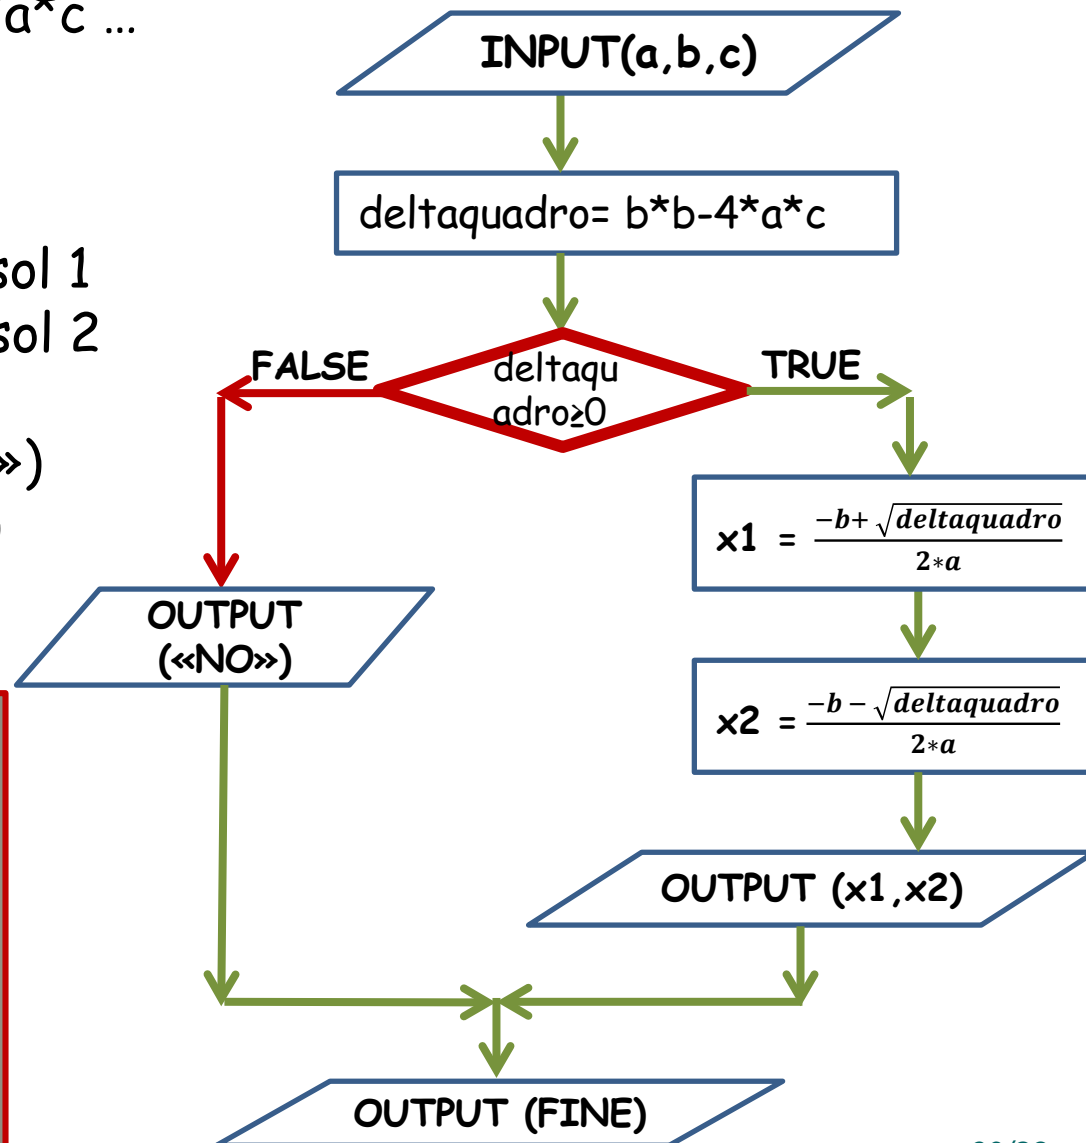 a*c ...
sol 1
sol 2
»)
)
INPUT(a,b,c)
deltaquadro= b*b-4*a*c
FALSE
deltaqu
adro≥0
TRUE
x1 = −b+ √deltaquadro
2∗a
OUTPUT
(«NO»)
x2 = −b − √deltaquadro
2∗a
OUTPUT (x1,x2)
OUTPUT (FINE)